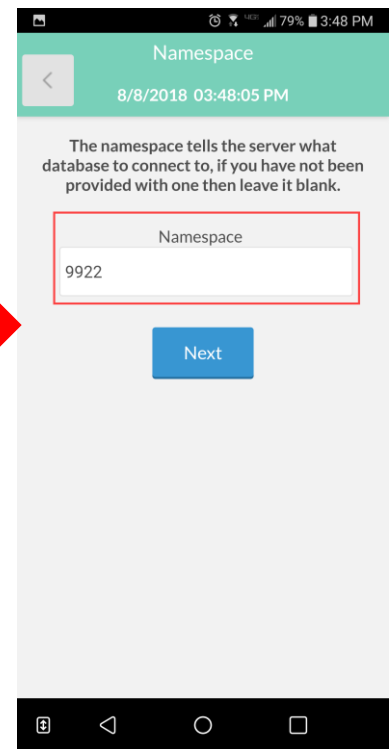 79% 3:48 PM
Namespace
8/8/2018 03:48:05 PM
The namespace tells the server what
database to connect to, if you have not been
provided with one then leave it blank.
Namespace
9922
Next